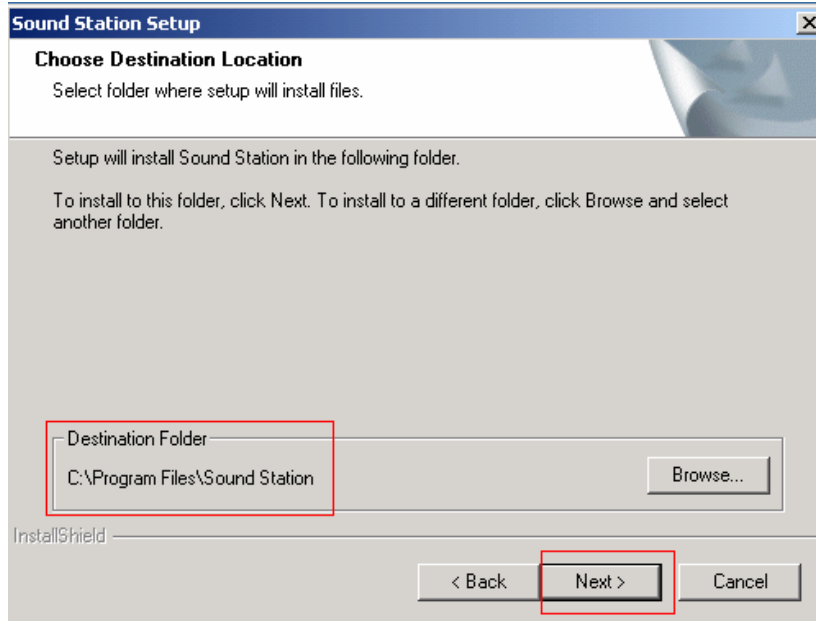 Sound Station Setup
Choose Destination Location
Select folder where setup will install files.
Setup will install Sound Station in the following folder.
To install to this folder, click Next. To install to a different folder, click Browse and select
another folder.
Destination Folder
C:\Program Files\Sound Station
Browse...
InstallShield
< Back Next > Cancel